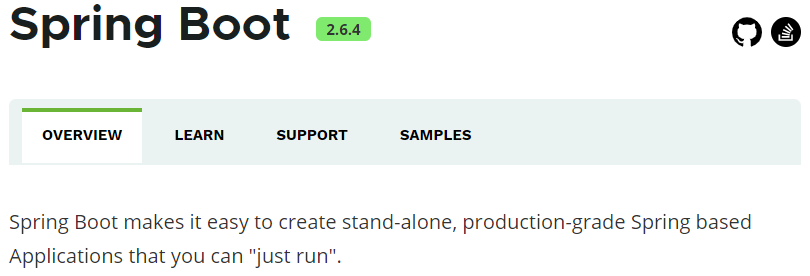 Spring Boot 2.6.4
OVERVIEW LEARN SUPPORT SAMPLES
Spring Boot makes it easy to create stand-alone, production-grade Spring based
Applications that you can "just run".